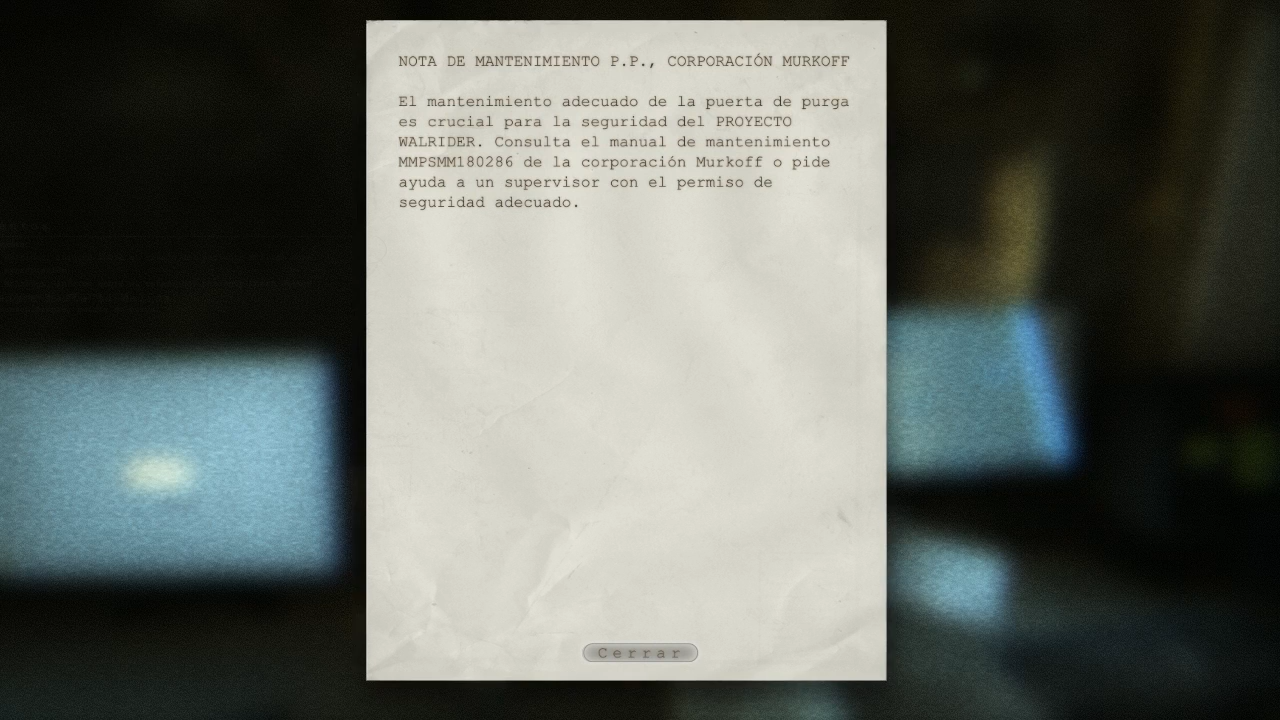 NOTA DE MANTENIMIENTO P.P., CORPORACIÓN MURKOFF
El mantenimiento adecuado de la puerta de purga
es crucial para la seguridad del PROYECTO
WALRIDER. Consulta el manual de mantenimiento
MMPSMM180286 de la corporación Murkoff o pide
ayuda a un supervisor con el permiso de
seguridad adecuado.
Cerrar